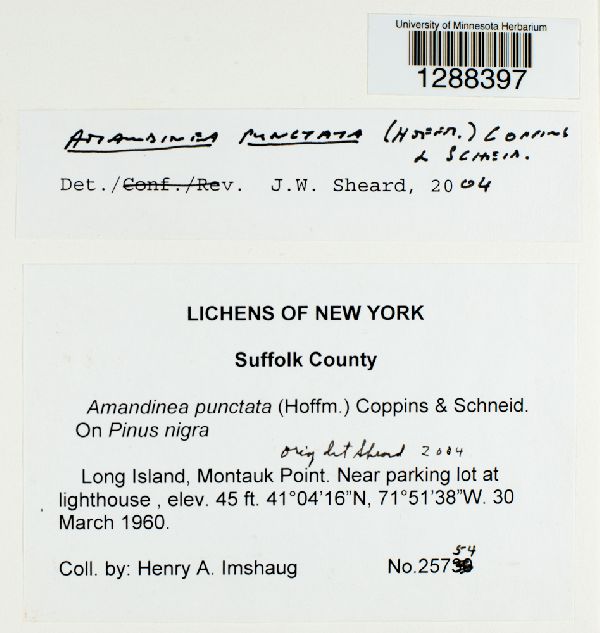 University of Minnesota Herbarium
1288397
AMANDINEA PUNCTATA (HOFFM.) COPPINS
& SCHEID.
Det./Conf./Rev. J.W. Sheard, 2004
LICHENS OF NEW YORK
Suffolk County
Amandinea punctata (Hoffm.) Coppins & Schneid.
On Pinus nigra
orig det Sheard 2004
Long Island, Montauk Point. Near parking lot at
lighthouse , elev. 45 ft. 41°04'16"N, 71°51'38"W. 30
March 1960.
54
Coll. by: Henry A. Imshaug No.257